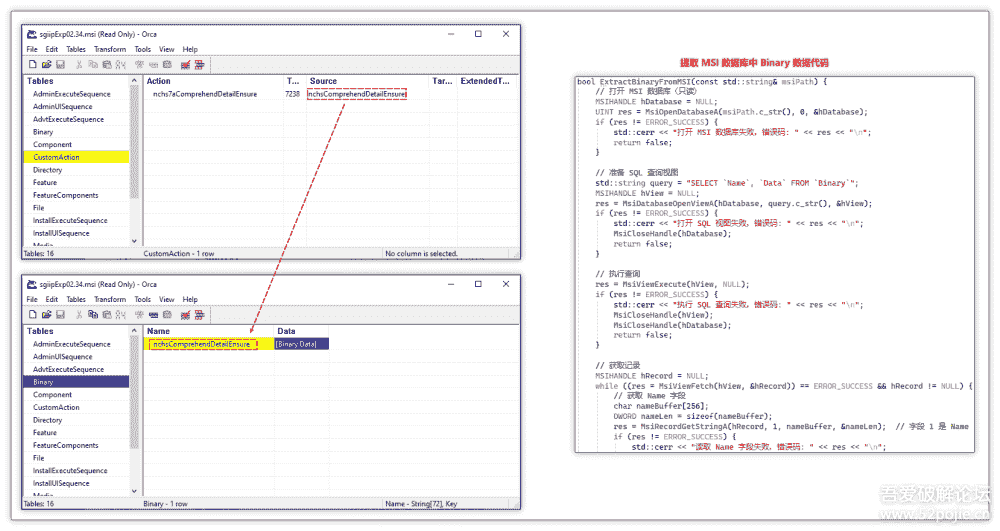 sgiipExp02.34.msi (Read Only) - Orca
File Edit Tables Transform Tools View Help
Tables
AdminExecuteSequence
AdminUISequence
AdvtExecuteSequence
Binary
Component
CustomAction
Directory
Feature
FeatureComponents
File
InstallExecuteSequence
InstallUISequence
Media
Action T... Source Tar... ExtendedT...
nchs7aComprehendDetailEnsure 7238 nchsComprehendDetailEnsure
Tables: 16 CustomAction - 1 row No column is selected.
sgiipExp02.34.msi (Read Only) - Orca
File Edit Tables Transform Tools View Help
Tables
AdminExecuteSequence
AdminUISequence
AdvtExecuteSequence
Binary
Component
CustomAction
Directory
Feature
FeatureComponents
File
InstallExecuteSequence
InstallUISequence
Media
Name Data
nchsComprehendDetailEnsure [Binary Data]
Tables: 16 Binary - 1 row Name - String[72], Key
提取 MSI 数据库中 Binary 数据代码
bool ExtractBinaryFromMSI(const std::string& msiPath) {
// 打开 MSI 数据库（只读）
MSIHANDLE hDatabase = NULL;
UINT res = MsiOpenDatabaseA(msiPath.c_str(), 0, &hDatabase);
if (res != ERROR_SUCCESS) {
std::cerr << "打开 MSI 数据库失败，错误码: " << res << "\n";
return false;
}
// 准备 SQL 查询视图
std::string query = "SELECT `Name`, `Data` FROM `Binary`";
MSIHANDLE hView = NULL;
res = MsiDatabaseOpenViewA(hDatabase, query.c_str(), &hView);
if (res != ERROR_SUCCESS) {
std::cerr << "打开 SQL 视图失败，错误码: " << res << "\n";
MsiCloseHandle(hDatabase);
return false;
}
// 执行查询
res = MsiViewExecute(hView, NULL);
if (res != ERROR_SUCCESS) {
std::cerr << "执行 SQL 查询失败，错误码: " << res << "\n";
MsiCloseHandle(hView);
MsiCloseHandle(hDatabase);
return false;
}
// 获取记录
MSIHANDLE hRecord = NULL;
while ((res = MsiViewFetch(hView, &hRecord)) == ERROR_SUCCESS && hRecord != NULL) {
// 获取 Name 字段
char nameBuffer[256];
DWORD nameLen = sizeof(nameBuffer);
res = MsiRecordGetStringA(hRecord, 1, nameBuffer, &nameLen); // 字段 1 是 Name
if (res != ERROR_SUCCESS) {
std::cerr << "读取 Name 字段失败，错误码: " << res << "\n";
吾爱破解论坛
www.52pojie.cn